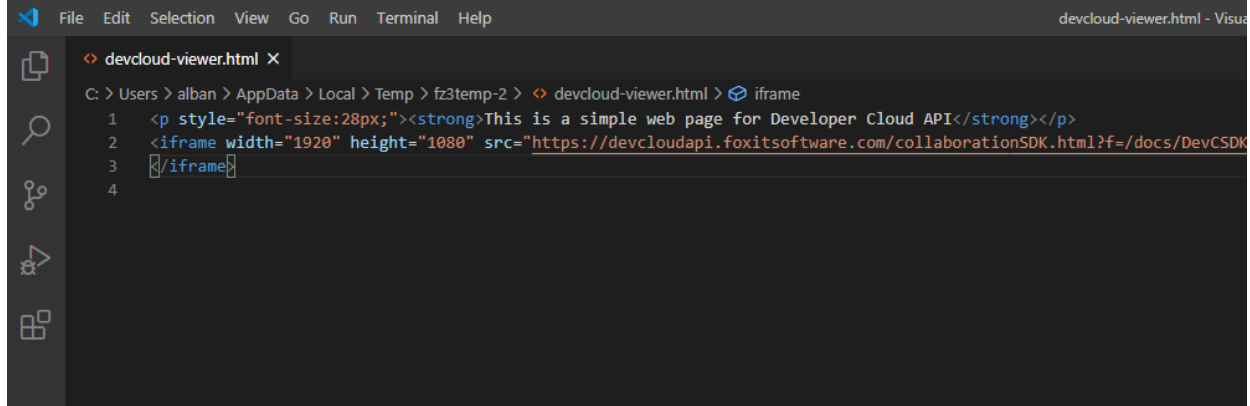 File Edit Selection View Go Run Terminal Help devcloud-viewer.html - Visua
devcloud-viewer.html
C: > Users > alban > AppData > Local > Temp > fz3temp-2 > devcloud-viewer.html > iframe
1 <p style="font-size:28px;"><strong>This is a simple web page for Developer Cloud API</strong></p>
2 <iframe width="1920" height="1080" src="https://devcloudapi.foxitsoftware.com/collaborationSDK.html?f=/docs/DevCSDK
3 </iframe>
4